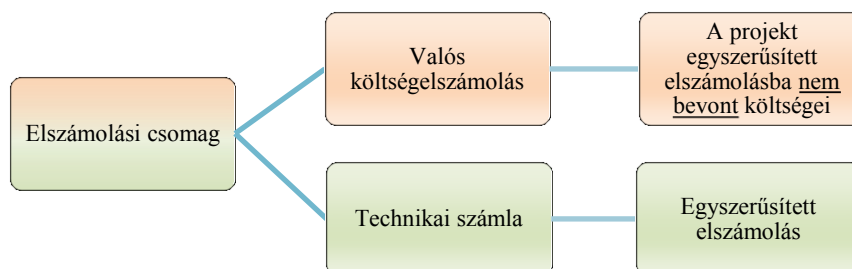 Elszámolási csomag
Valós
költségelszámolás
A projekt
egyszerűsített
elszámolásba nem
bevont költségei
Technikai számla
Egyszerűsített
elszámolás